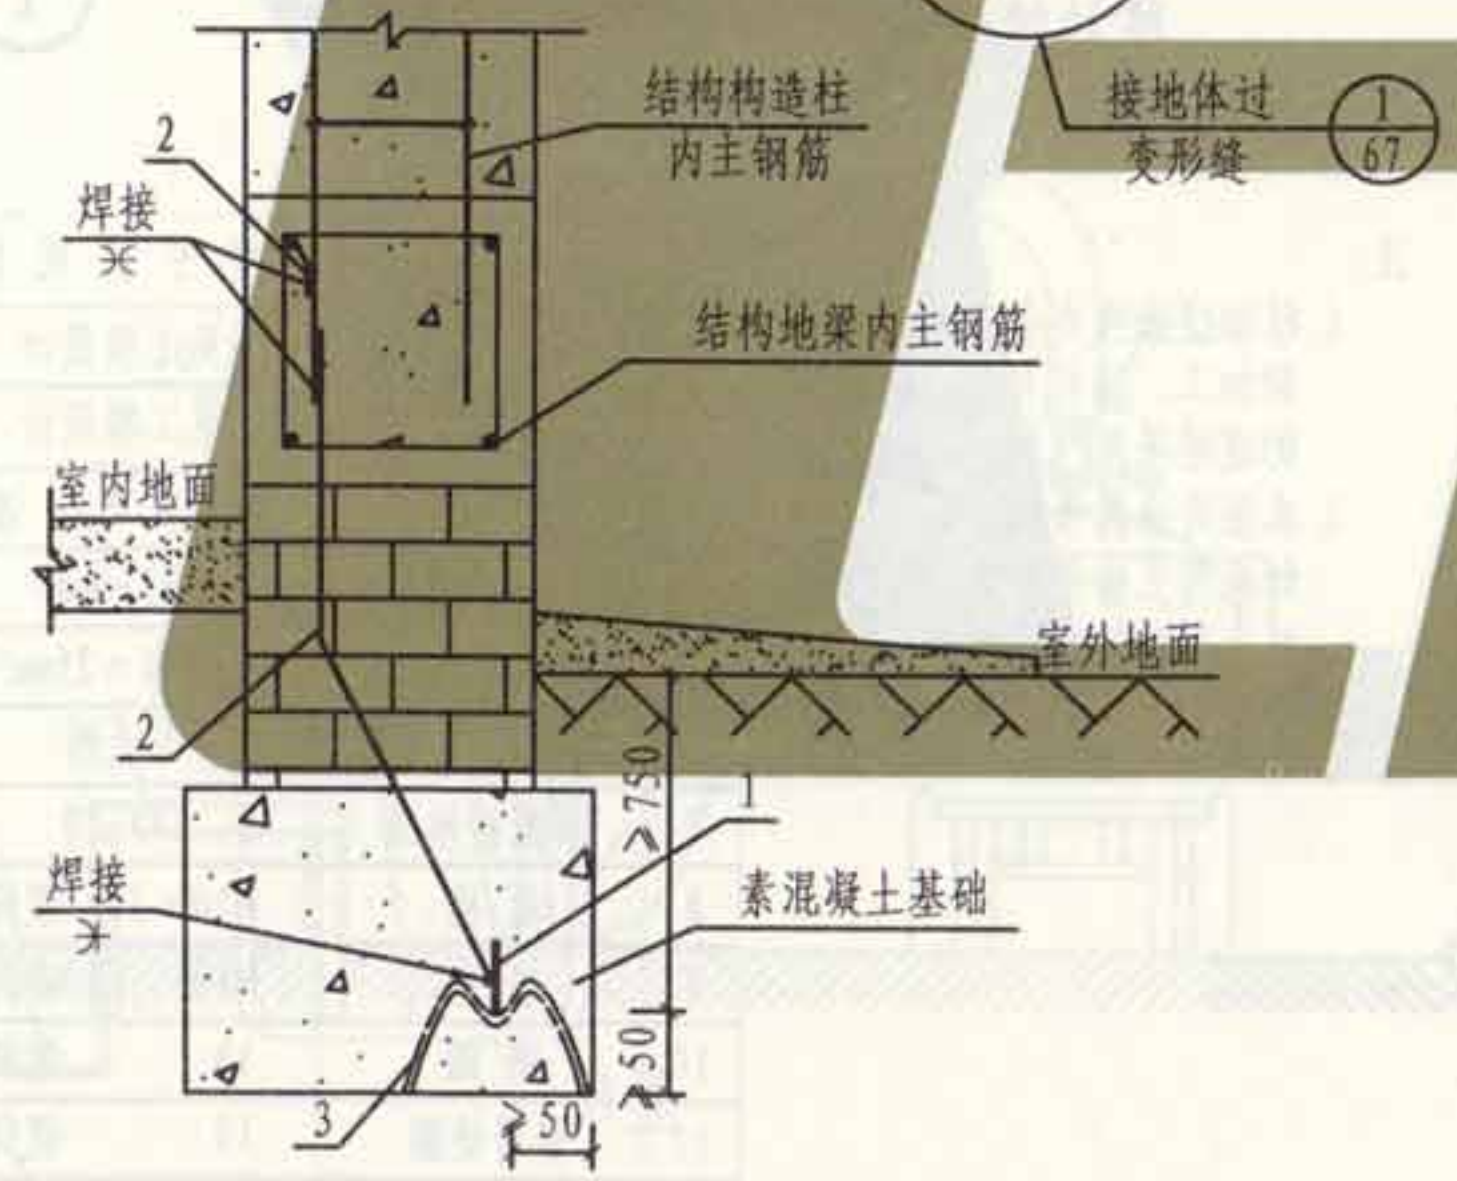 结构构造柱
内主钢筋
接地体过
变形缝
1
67
2
焊接
结构地梁内主钢筋
室内地面
室外地面
2
≥750
1
焊接
素混凝土基础
≥50
3
≥50